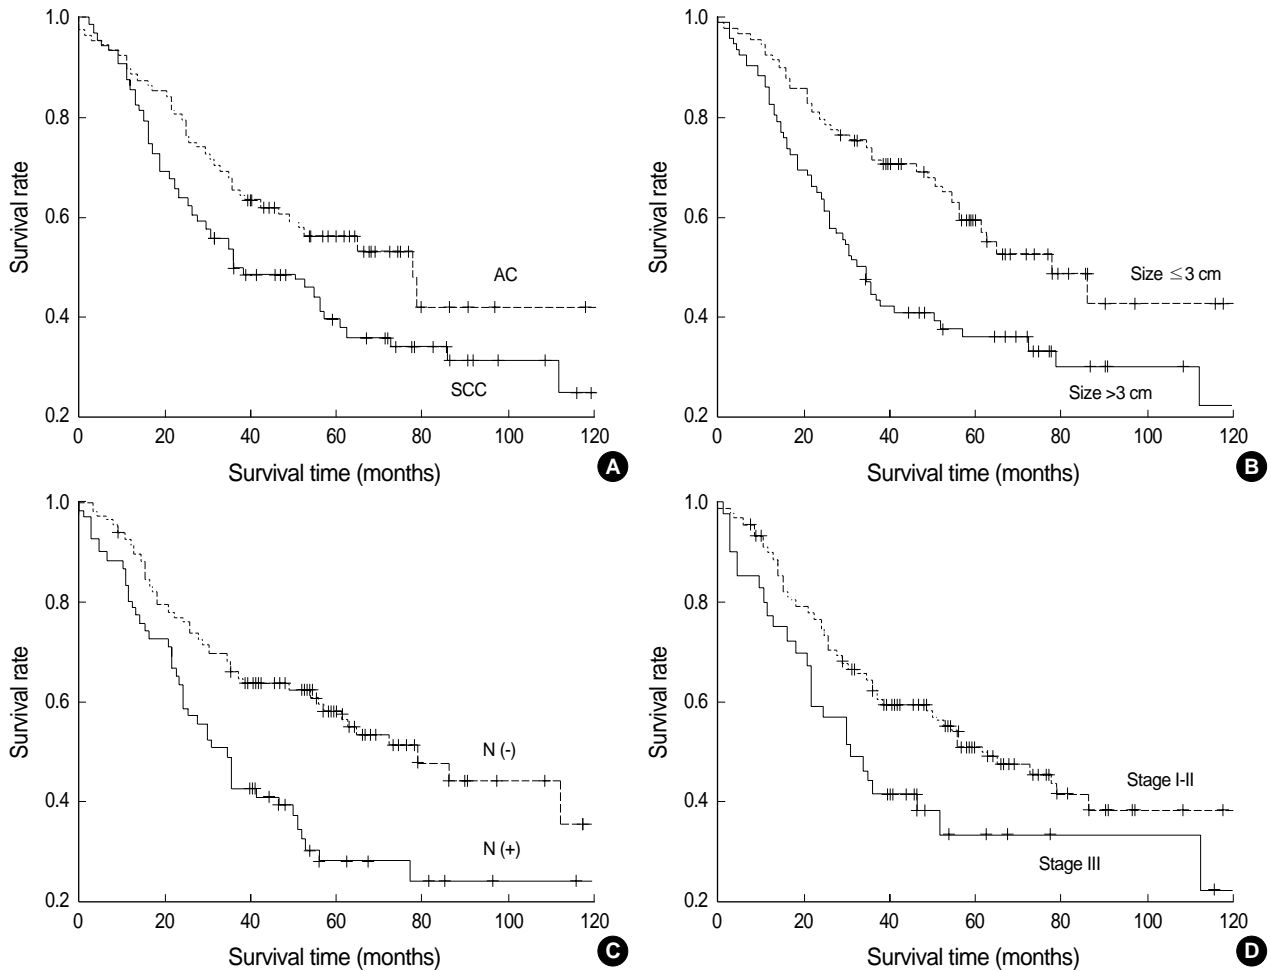 1.0
0.8
0.6
0.4
0.2
Survival rate
AC
SCC
0 20 40 60 80 100 120
Survival time (months)
A
1.0
0.8
0.6
0.4
0.2
Survival rate
Size ≤3 cm
Size >3 cm
0 20 40 60 80 100 120
Survival time (months)
B
1.0
0.8
0.6
0.4
0.2
Survival rate
N (-)
N (+)
0 20 40 60 80 100 120
Survival time (months)
C
1.0
0.8
0.6
0.4
0.2
Survival rate
Stage I-II
Stage III
0 20 40 60 80 100 120
Survival time (months)
D